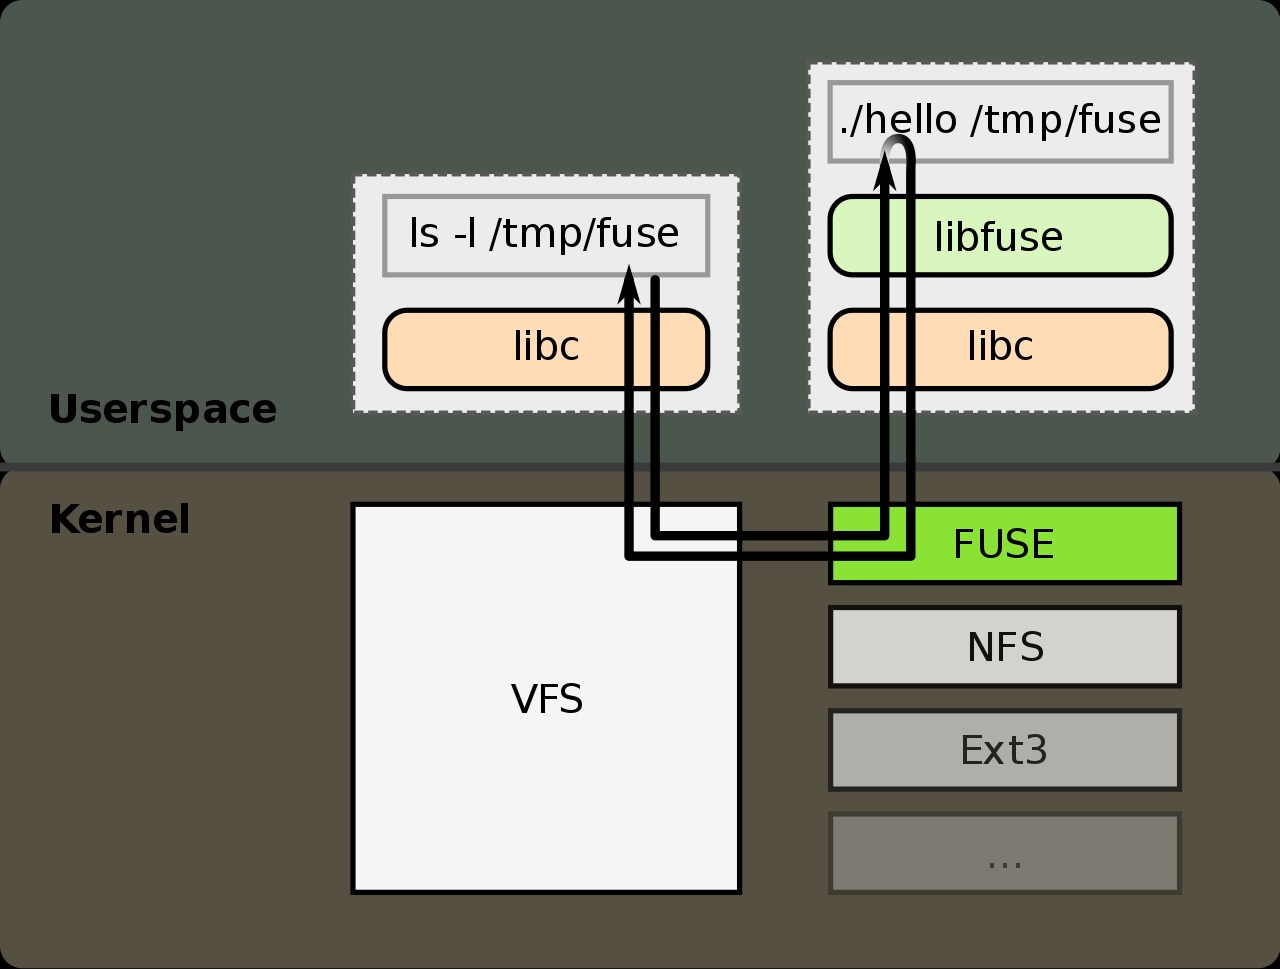 ./hello /tmp/fuse
ls -l /tmp/fuse
libfuse
libc
libc
Userspace
Kernel
FUSE
NFS
VFS
Ext3
...